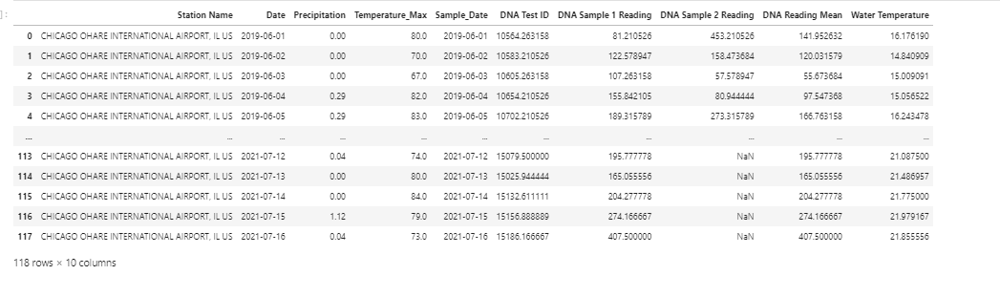 ]:
Station Name Date Precipitation Temperature_Max Sample_Date DNA Test ID DNA Sample 1 Reading DNA Sample 2 Reading DNA Reading Mean Water Temperature
0 CHICAGO OHARE INTERNATIONAL AIRPORT, IL US 2019-06-01 0.00 80.0 2019-06-01 10564.263158 81.210526 453.210526 141.952632 16.176190
1 CHICAGO OHARE INTERNATIONAL AIRPORT, IL US 2019-06-02 0.00 70.0 2019-06-02 10583.210526 122.578947 158.473684 120.031579 14.840909
2 CHICAGO OHARE INTERNATIONAL AIRPORT, IL US 2019-06-03 0.00 67.0 2019-06-03 10605.263158 107.263158 57.578947 55.673684 15.009091
3 CHICAGO OHARE INTERNATIONAL AIRPORT, IL US 2019-06-04 0.29 82.0 2019-06-04 10654.210526 155.842105 80.944444 97.547368 15.056522
4 CHICAGO OHARE INTERNATIONAL AIRPORT, IL US 2019-06-05 0.29 83.0 2019-06-05 10702.210526 189.315789 273.315789 166.763158 16.243478
... ... ... ... ... ... ... ... ... ... ...
113 CHICAGO OHARE INTERNATIONAL AIRPORT, IL US 2021-07-12 0.04 74.0 2021-07-12 15079.500000 195.777778 NaN 195.777778 21.087500
114 CHICAGO OHARE INTERNATIONAL AIRPORT, IL US 2021-07-13 0.00 80.0 2021-07-13 15025.944444 165.055556 NaN 165.055556 21.486957
115 CHICAGO OHARE INTERNATIONAL AIRPORT, IL US 2021-07-14 0.00 84.0 2021-07-14 15132.611111 204.277778 NaN 204.277778 21.775000
116 CHICAGO OHARE INTERNATIONAL AIRPORT, IL US 2021-07-15 1.12 79.0 2021-07-15 15156.888889 274.166667 NaN 274.166667 21.979167
117 CHICAGO OHARE INTERNATIONAL AIRPORT, IL US 2021-07-16 0.04 73.0 2021-07-16 15186.166667 407.500000 NaN 407.500000 21.855556
118 rows × 10 columns